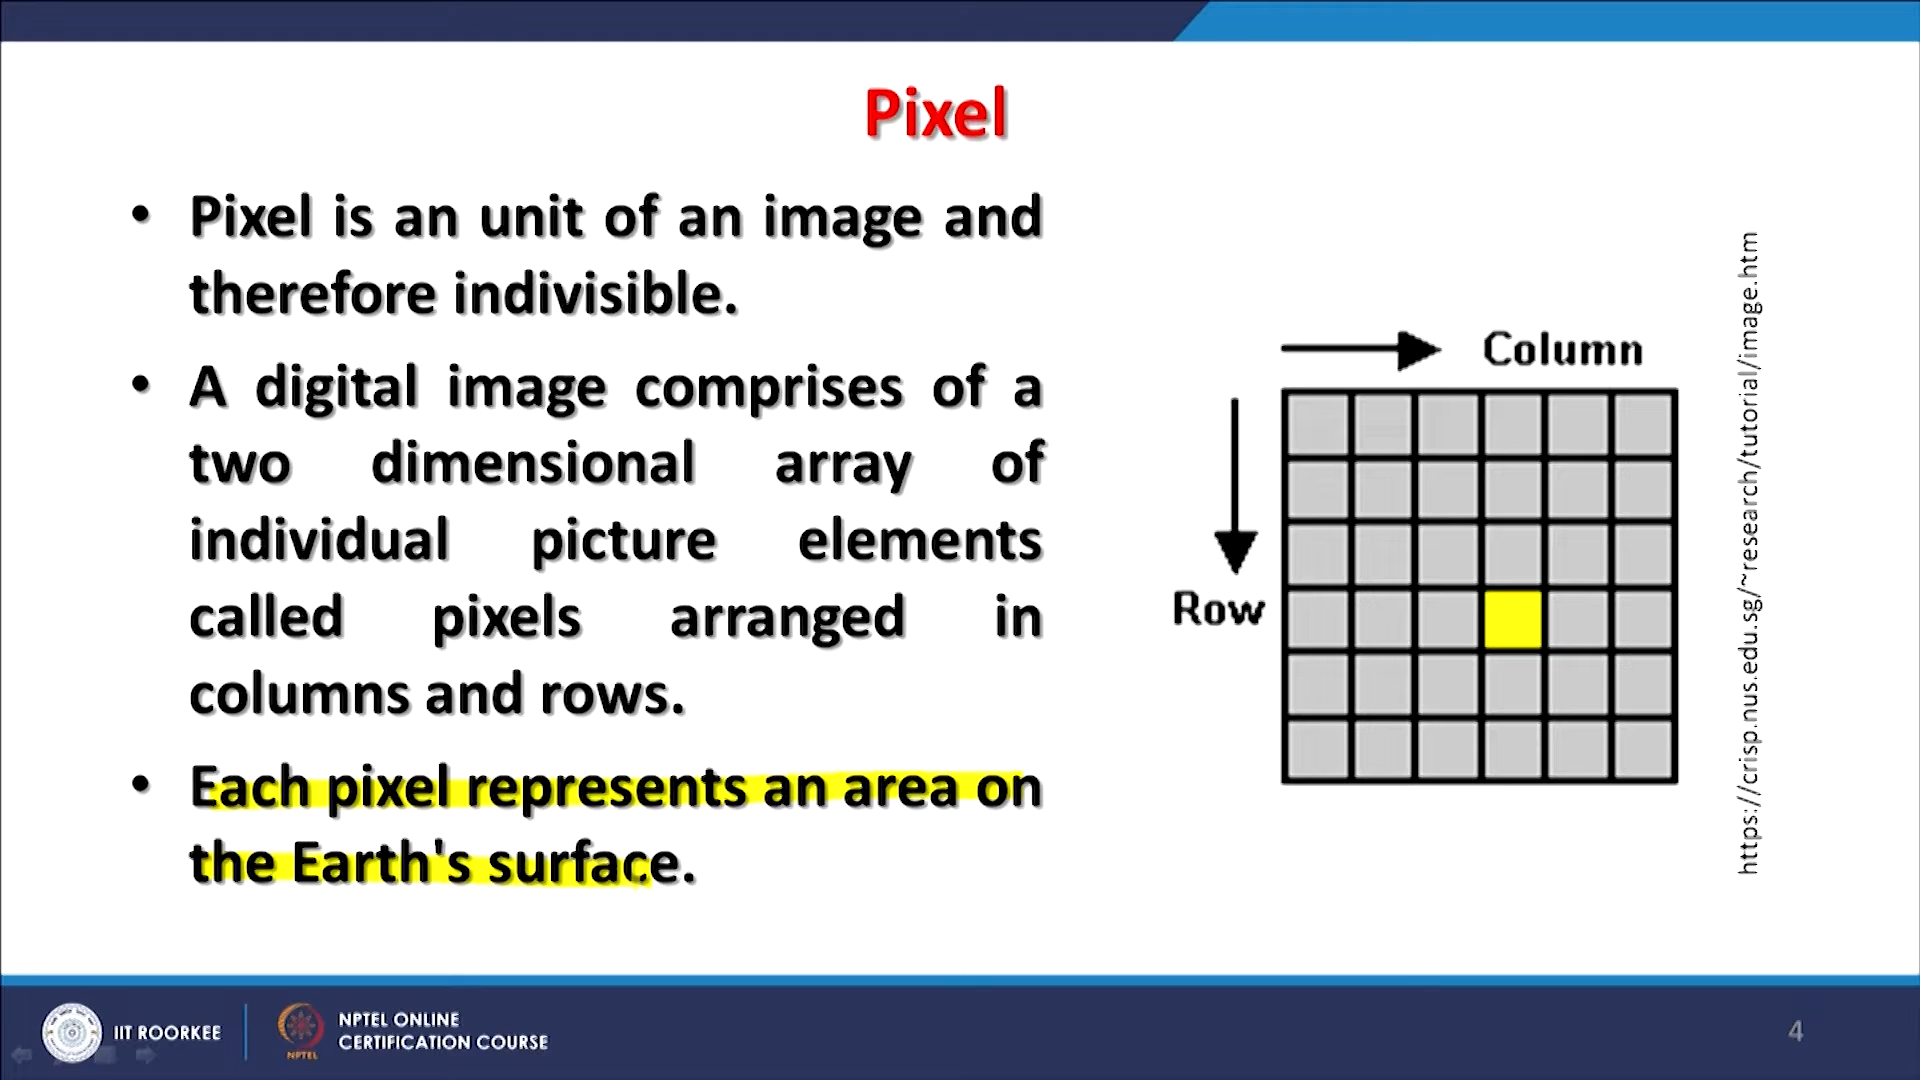 Pixel
• Pixel is an unit of an image and
therefore indivisible.
• A digital image comprises of a
two dimensional array of
individual picture elements
called pixels arranged in
columns and rows.
• Each pixel represents an area on
the Earth's surface.
Column
Row
https://crisp.nus.edu.sg/~research/tutorial/image.htm
IIT ROORKEE
NPTEL
NPTEL ONLINE
CERTIFICATION COURSE
4